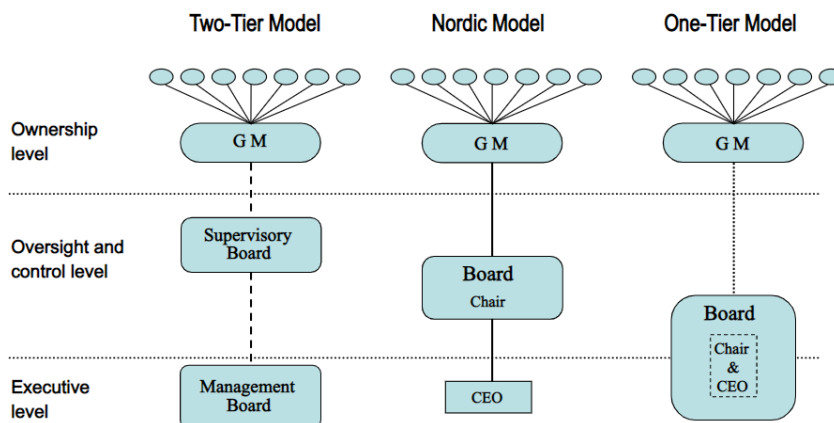 Two-Tier Model
Nordic Model
One-Tier Model
Ownership
level
G M
G M
G M
Oversight and
control level
Supervisory
Board
Board
Chair
Board
Chair
&
CEO
Executive
level
Management
Board
CEO